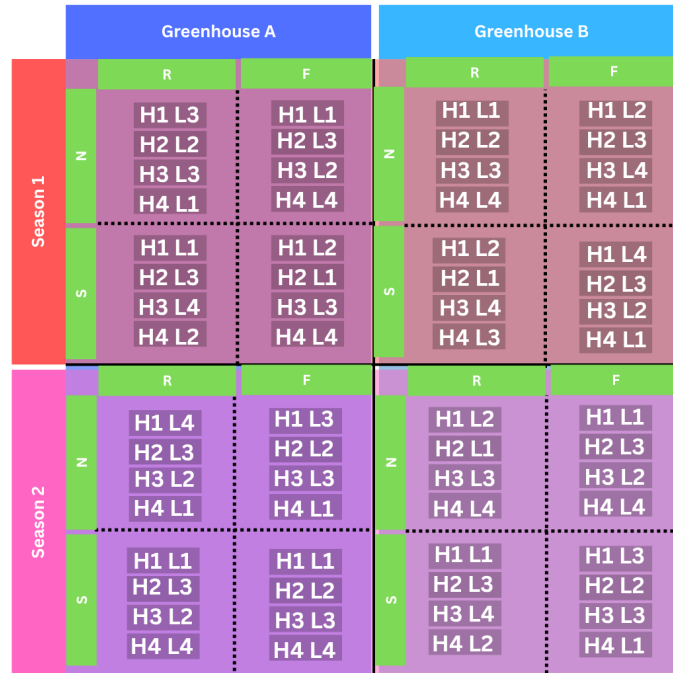 Greenhouse A
Greenhouse B
Season 1
R
F
R
F
N
H1 L3
H2 L2
H3 L3
H4 L1
H1 L1
H2 L3
H3 L2
H4 L4
N
H1 L1
H2 L2
H3 L3
H4 L4
H1 L2
H2 L3
H3 L4
H4 L1
S
H1 L1
H2 L3
H3 L4
H4 L2
H1 L2
H2 L1
H3 L3
H4 L4
S
H1 L2
H2 L1
H3 L4
H4 L3
H1 L4
H2 L3
H3 L2
H4 L1
Season 2
R
F
R
F
N
H1 L4
H2 L3
H3 L2
H4 L1
H1 L3
H2 L2
H3 L3
H4 L1
N
H1 L2
H2 L1
H3 L3
H4 L4
H1 L1
H2 L3
H3 L2
H4 L4
S
H1 L1
H2 L3
H3 L2
H4 L4
H1 L1
H2 L2
H3 L3
H4 L4
S
H1 L1
H2 L3
H3 L4
H4 L2
H1 L3
H2 L2
H3 L3
H4 L1